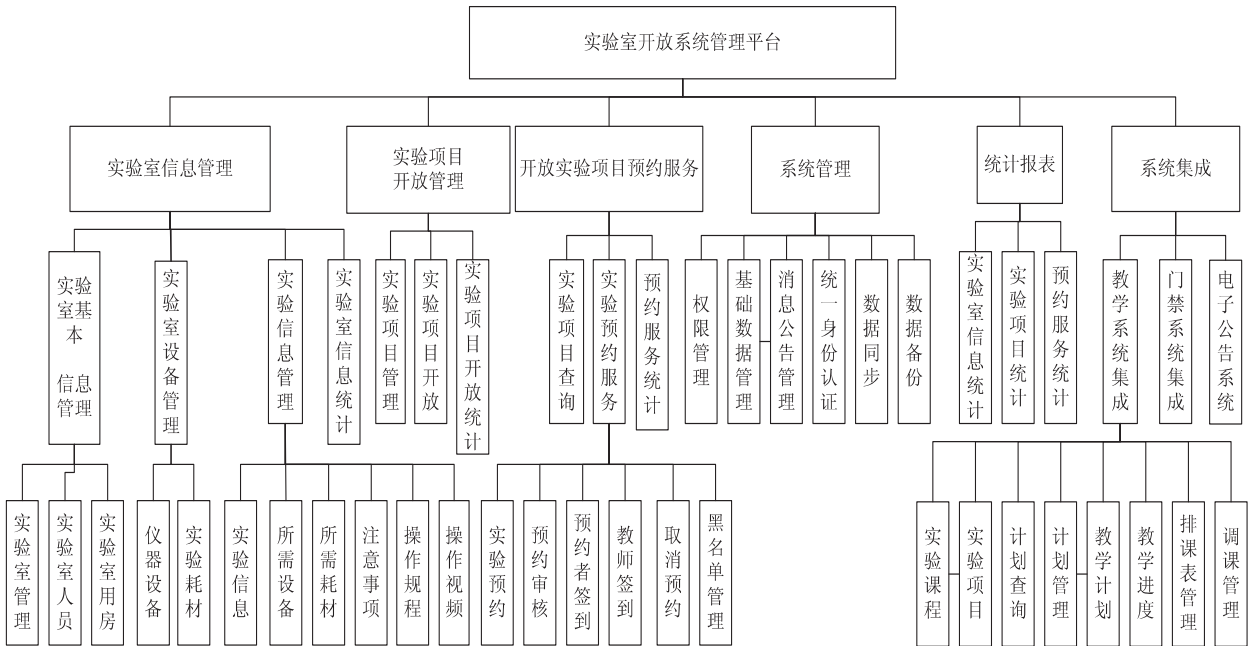 实验室开放系统管理平台
实验室信息管理
实验项目
开放管理
开放实验项目预约服务
系统管理
统计报表
系统集成
实验
室基
本
信息
管理
实验室设备管理
实验信息管理
实验室信息统计
实验项目管理
实验项目开放
实验项目开放统计
实验项目查询
实验预约服务
预约服务统计
权限管理
基础数据管理
消息公告管理
统一身份认证
数据同步
数据备份
实验室信息统计
实验项目统计
预约服务统计
教学系统集成
门禁系统集成
电子公告系统
实验室管理
实验室人员
实验室用房
仪器设备
实验耗材
实验信息
所需设备
所需耗材
注意事项
操作规程
操作视频
实验预约
预约审核
预约者签到
教师签到
取消预约
黑名单管理
实验课程
实验项目
计划查询
计划管理
教学计划
教学进度
排课表管理
调课管理